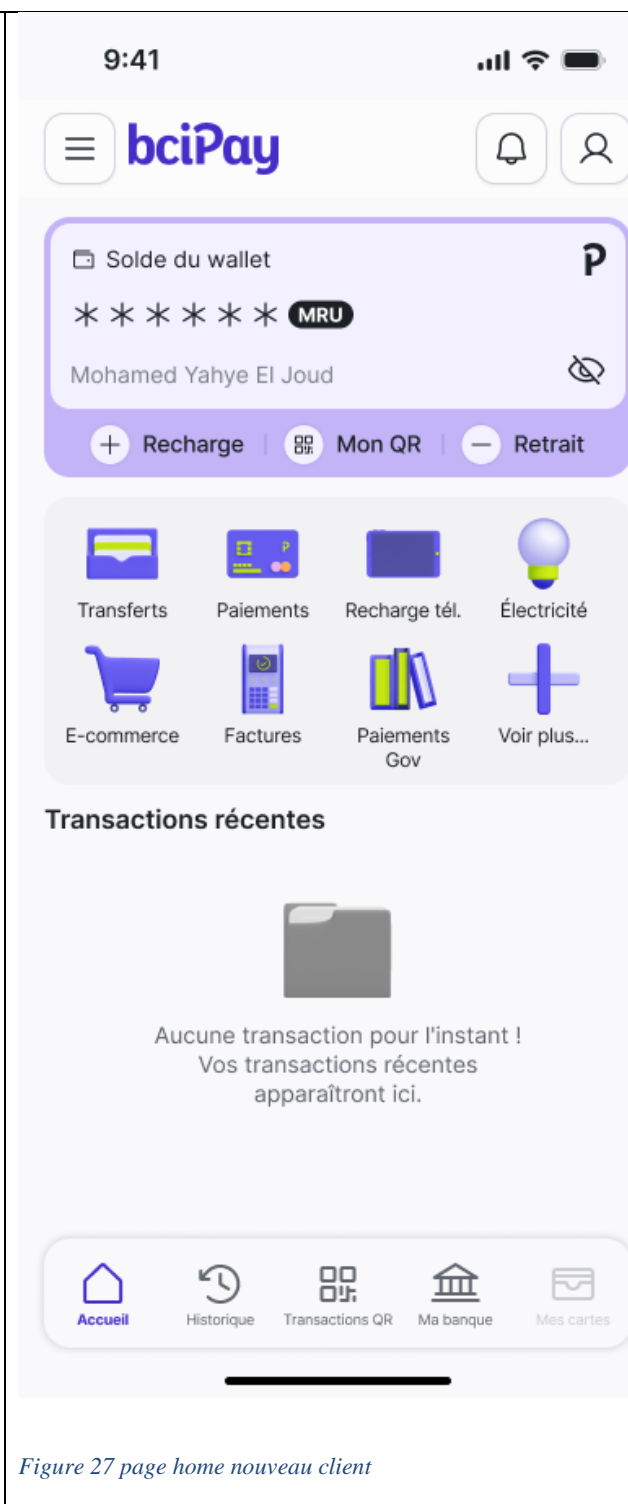 9:41
bciPay
Solde du wallet
****** MRU
Mohamed Yahye El Joud
Recharge Mon QR Retrait
Transferts Paiements Recharge tél. Électricité
E-commerce Factures Paiements Gov Voir plus...
Transactions récentes
Aucune transaction pour l'instant !
Vos transactions récentes
apparaîtront ici.
Accueil Historique Transactions QR Ma banque Mes cartes
Figure 27 page home nouveau client